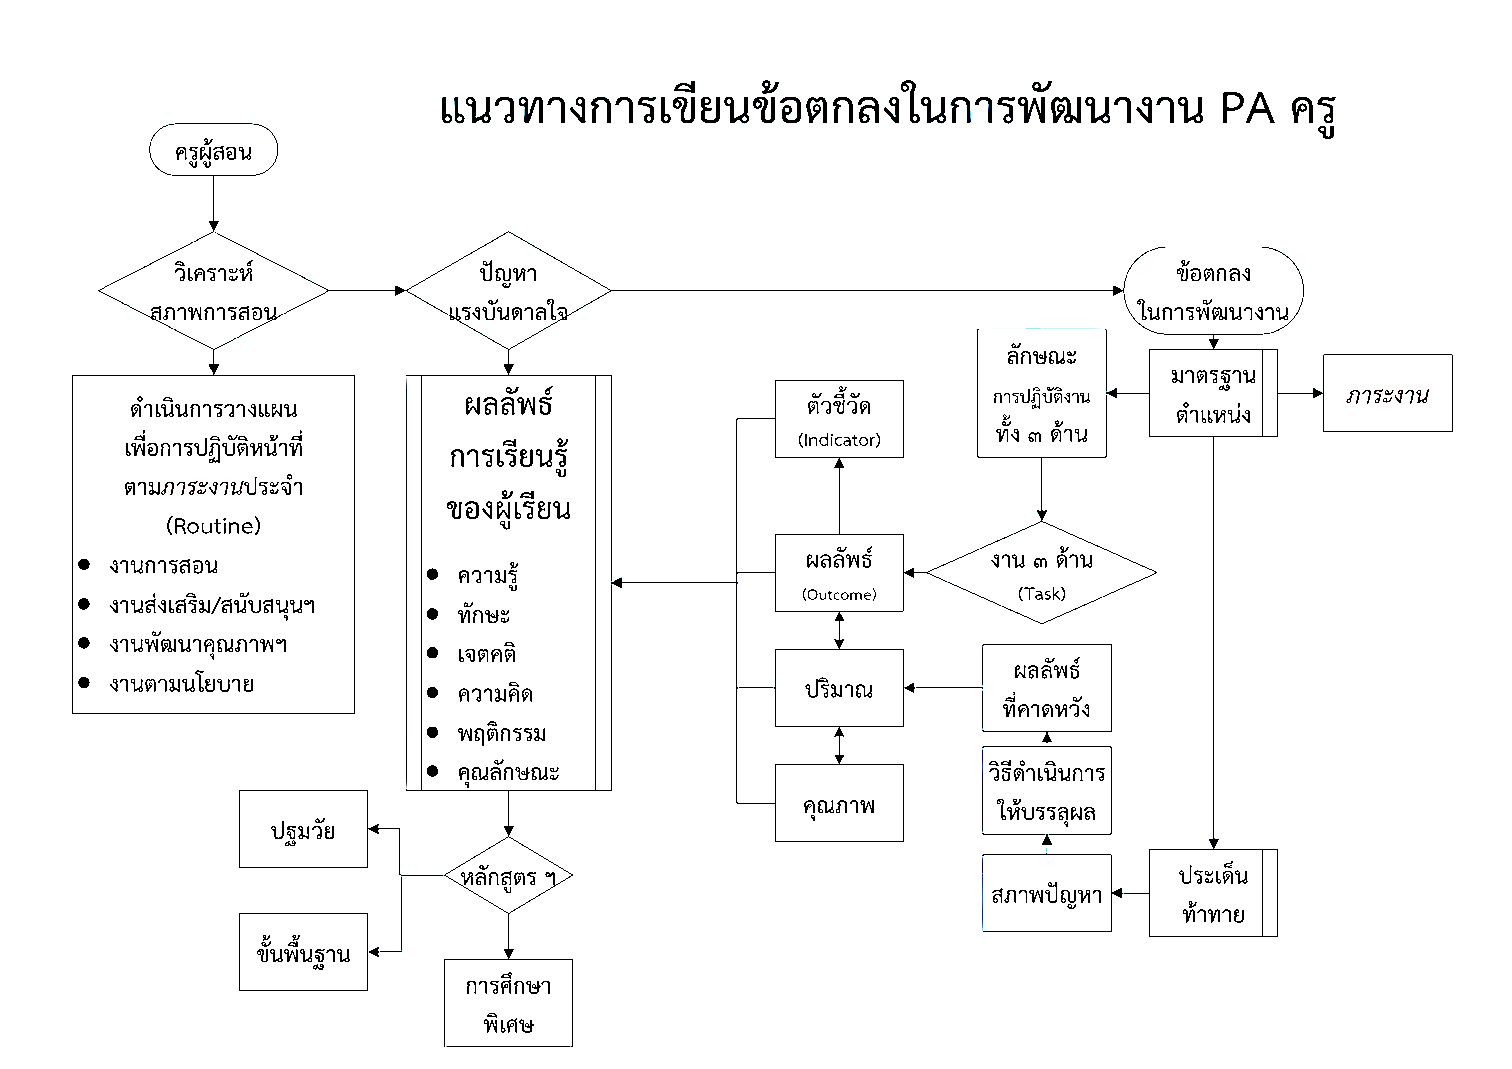 แนวทางการเขียนข้อตกลงในการพัฒนางาน PA ครู
ครูผู้สอน
วิเคราะห์
สภาพการสอน
ปัญหา
แรงบันดาลใจ
ข้อตกลง
ในการพัฒนางาน
ดำเนินการวางแผน
เพื่อการปฏิบัติหน้าที่
ตามภาระงานประจำ
(Routine)
● งานการสอน
● งานส่งเสริม/สนับสนุนฯ
● งานพัฒนาคุณภาพฯ
● งานตามนโยบาย
ผลลัพธ์
การเรียนรู้
ของผู้เรียน
● ความรู้
● ทักษะ
● เจตคติ
● ความคิด
● พฤติกรรม
● คุณลักษณะ
ตัวชี้วัด
(Indicator)
ผลลัพธ์
(Outcome)
ปริมาณ
คุณภาพ
ลักษณะ
การปฏิบัติงาน
ทั้ง ๓ ด้าน
มาตรฐาน
ตำแหน่ง
ภาระงาน
งาน ๓ ด้าน
(Task)
ผลลัพธ์
ที่คาดหวัง
วิธีดำเนินการ
ให้บรรลุผล
สภาพปัญหา
ประเด็น
ท้าทาย
ปฐมวัย
หลักสูตร ฯ
ขั้นพื้นฐาน
การศึกษา
พิเศษ